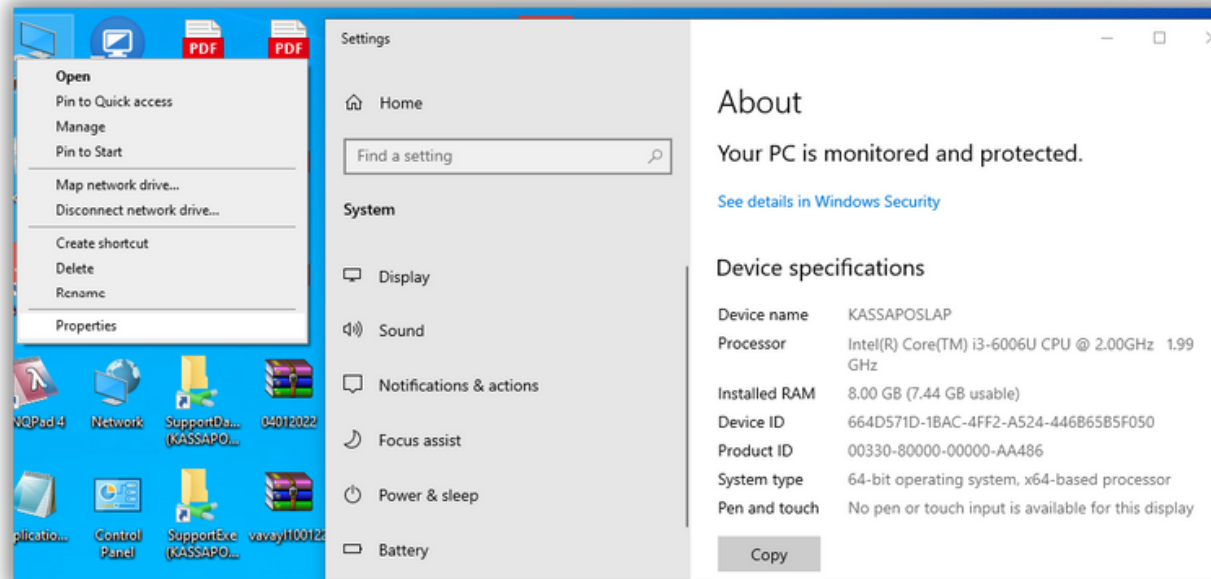 PDF
PDF
Open
Pin to Quick access
Manage
Pin to Start
Map network drive...
Disconnect network drive...
Create shortcut
Delete
Rename
Properties
NQPad 4
Network
SupportDa...
(KASSAPO...
04012022
plicatio...
Control
Panel
SupportExe
(KASSAPO...
vavayl100122
Settings
Home
Find a setting
System
Display
Sound
Notifications & actions
Focus assist
Power & sleep
Battery
About
Your PC is monitored and protected.
See details in Windows Security
Device specifications
Device name KASSAPOSLAP
Processor Intel(R) Core(TM) i3-6006U CPU @ 2.00GHz 1.99
GHz
Installed RAM 8.00 GB (7.44 GB usable)
Device ID 664D571D-1BAC-4FF2-A524-446B65B5F050
Product ID 00330-80000-00000-AA486
System type 64-bit operating system, x64-based processor
Pen and touch No pen or touch input is available for this display
Copy